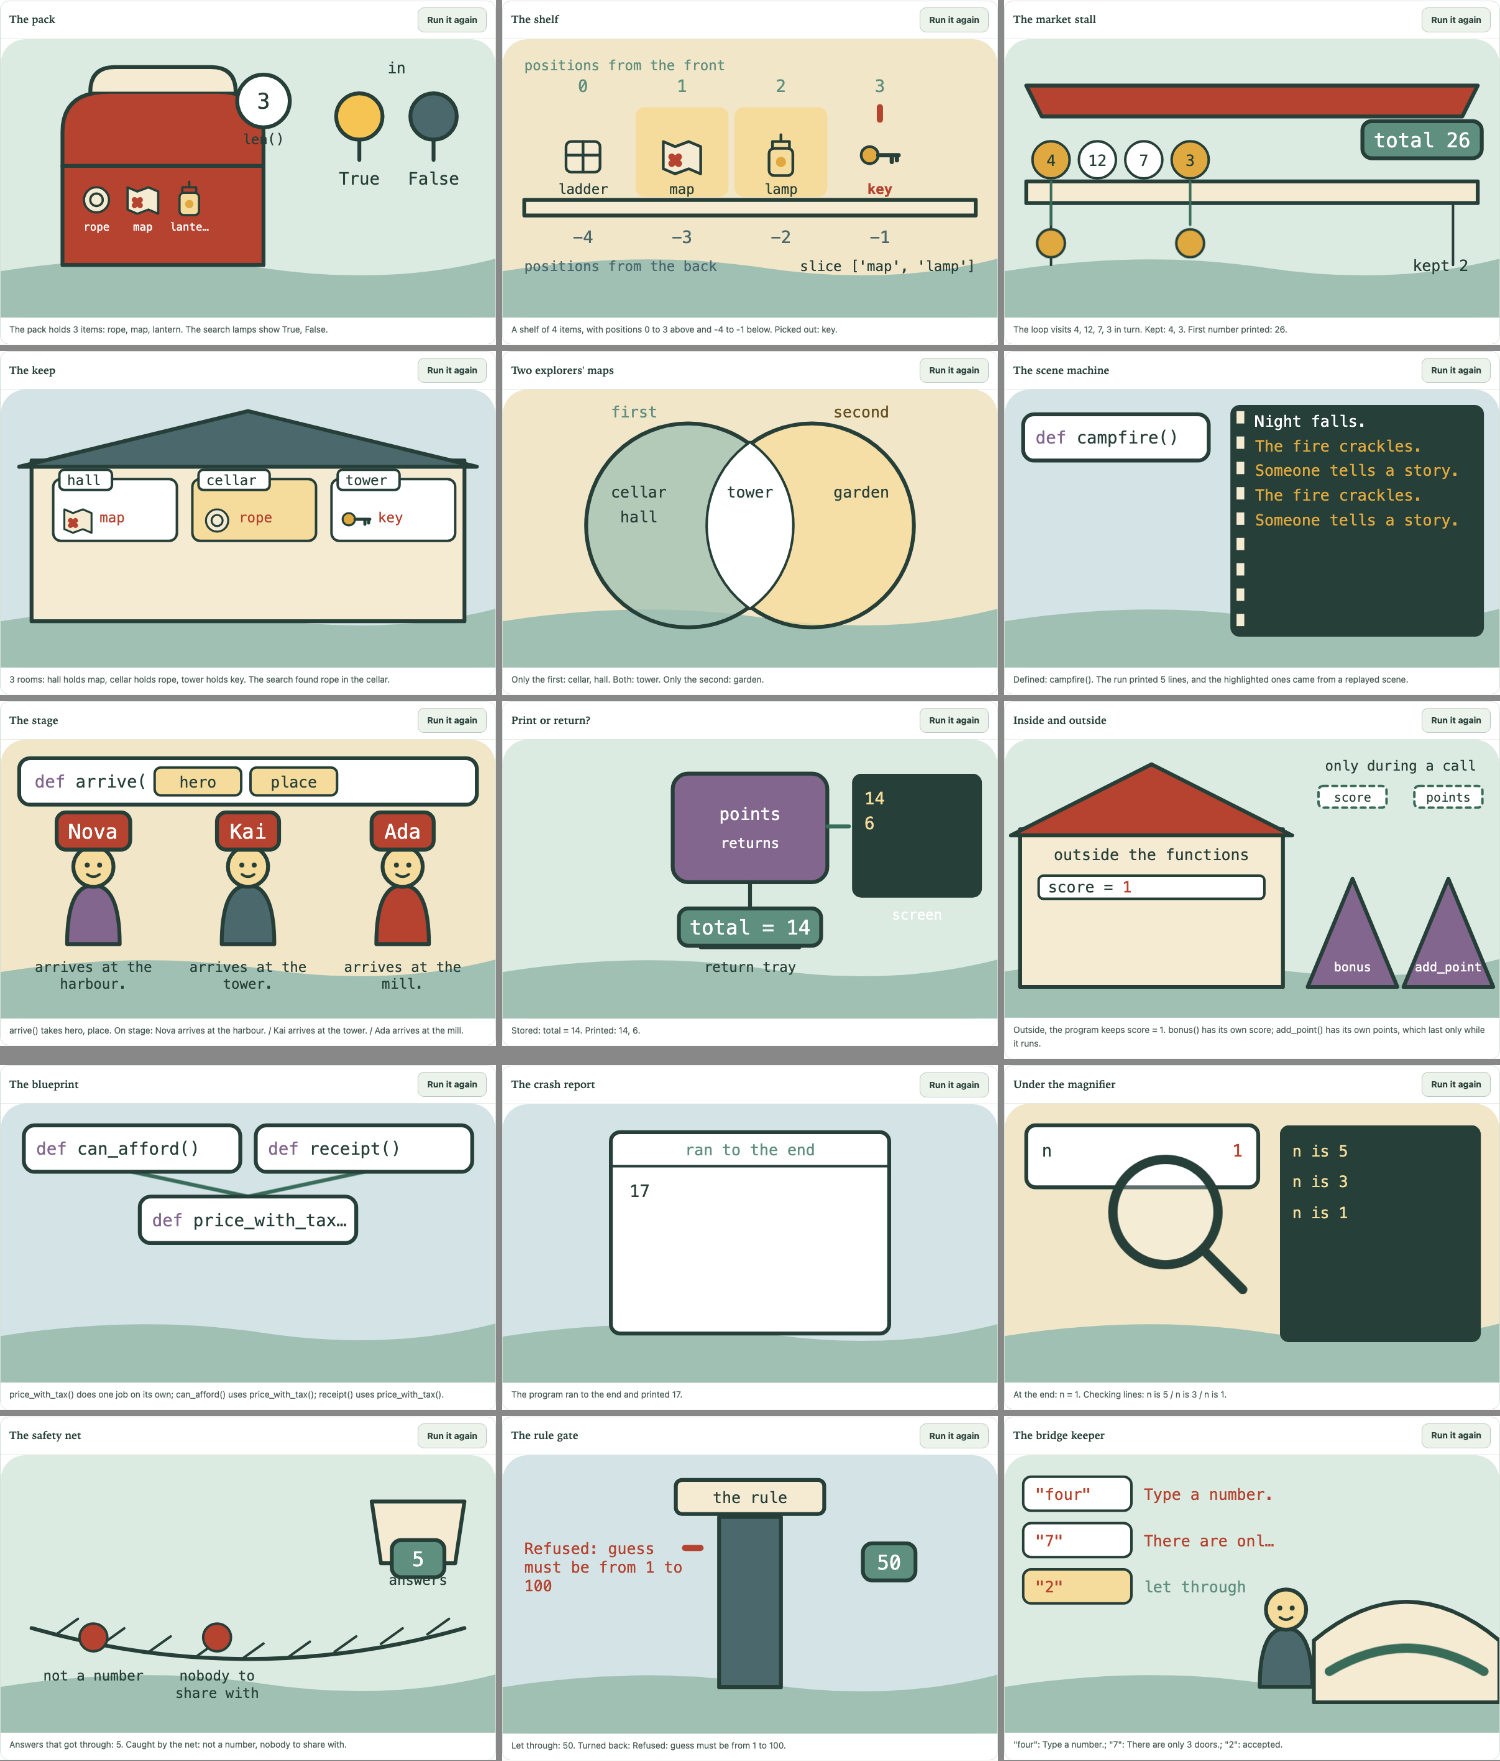 The pack
Run it again
3
len()
in
True
False
rope
map
lante…
The pack holds 3 items: rope, map, lantern. The search lamps show True, False.
The shelf
Run it again
positions from the front
0
1
2
3
ladder
map
lamp
key
−4
−3
−2
−1
positions from the back
slice ['map', 'lamp']
A shelf of 4 items, with positions 0 to 3 above and -4 to -1 below. Picked out: key.
The market stall
Run it again
total 26
4
12
7
3
kept 2
The loop visits 4, 12, 7, 3 in turn. Kept: 4, 3. First number printed: 26.
The keep
Run it again
hall
cellar
tower
map
rope
key
3 rooms: hall holds map, cellar holds rope, tower holds key. The search found rope in the cellar.
Two explorers' maps
Run it again
first
second
cellar
hall
tower
garden
Only the first: cellar, hall. Both: tower. Only the second: garden.
The scene machine
Run it again
def campfire()
Night falls.
The fire crackles.
Someone tells a story.
The fire crackles.
Someone tells a story.
Defined: campfire(). The run printed 5 lines, and the highlighted ones came from a replayed scene.
The stage
Run it again
def arrive(
hero
place
Nova
Kai
Ada
arrives at the
harbour.
arrives at the
tower.
arrives at the
mill.
arrive() takes hero, place. On stage: Nova arrives at the harbour. / Kai arrives at the tower. / Ada arrives at the mill.
Print or return?
Run it again
points
returns
14
6
screen
total = 14
return tray
Stored: total = 14. Printed: 14, 6.
Inside and outside
Run it again
only during a call
score
points
outside the functions
score = 1
bonus
add_point
Outside, the program keeps score = 1. bonus() has its own score; add_point() has its own points, which last only while
it runs.
The blueprint
Run it again
def can_afford()
def receipt()
def price_with_tax…
price_with_tax() does one job on its own; can_afford() uses price_with_tax(); receipt() uses price_with_tax().
The crash report
Run it again
ran to the end
17
The program ran to the end and printed 17.
Under the magnifier
Run it again
n
1
n is 5
n is 3
n is 1
At the end: n = 1. Checking lines: n is 5 / n is 3 / n is 1.
The safety net
Run it again
5
answers
not a number
nobody to
share with
Answers that got through: 5. Caught by the net: not a number, nobody to share with.
The rule gate
Run it again
the rule
Refused: guess
must be from 1 to
100
50
Let through: 50. Turned back: Refused: guess must be from 1 to 100.
The bridge keeper
Run it again
"four"
Type a number.
"7"
There are onl…
"2"
let through
"four": Type a number.; "7": There are only 3 doors.; "2": accepted.